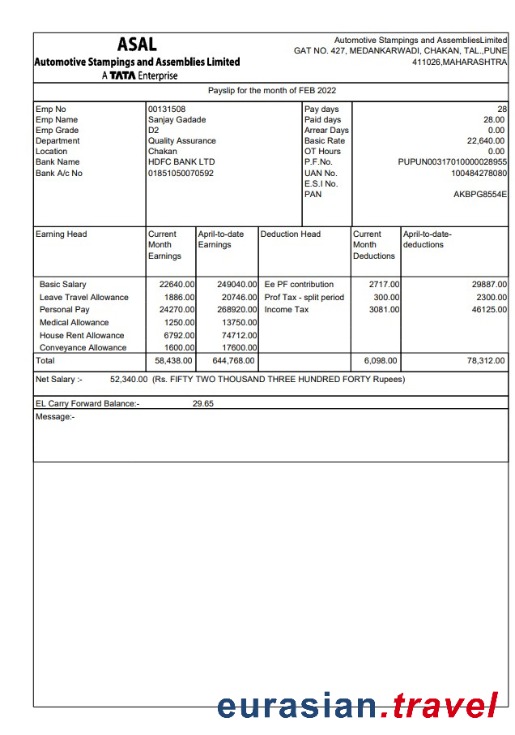 ASAL
Automotive Stampings and Assemblies Limited
A TATA Enterprise
Automotive Stampings and AssembliesLimited
GAT NO. 427, MEDANKARWADI, CHAKAN, TAL.,PUNE
411026,MAHARASHTRA
Payslip for the month of FEB 2022
Emp No 00131508 Pay days 28
Emp Name Sanjay Gadade Paid days 28.00
Emp Grade D2 Arrear Days 0.00
Department Quality Assurance Basic Rate 22,640.00
Location Chakan OT Hours 0.00
Bank Name HDFC BANK LTD P.F.No. PUPUN00317010000028955
Bank A/c No 01851050070592 UAN No. 100484278080
E.S.I No.
PAN AKBPG8554E
Earning Head Current April-to-date Deduction Head Current April-to-date-
Month Earnings Month deductions
Earnings Deductions
Basic Salary 22640.00 249040.00 Ee PF contribution 2717.00 29887.00
Leave Travel Allowance 1886.00 20746.00 Prof Tax - split period 300.00 2300.00
Personal Pay 24270.00 268920.00 Income Tax 3081.00 46125.00
Medical Allowance 1250.00 13750.00
House Rent Allowance 6792.00 74712.00
Conveyance Allowance 1600.00 17600.00
Total 58,438.00 644,768.00 6,098.00 78,312.00
Net Salary :- 52,340.00 (Rs. FIFTY TWO THOUSAND THREE HUNDRED FORTY Rupees)
EL Carry Forward Balance:- 29.65
Message:-
eurasian.travel